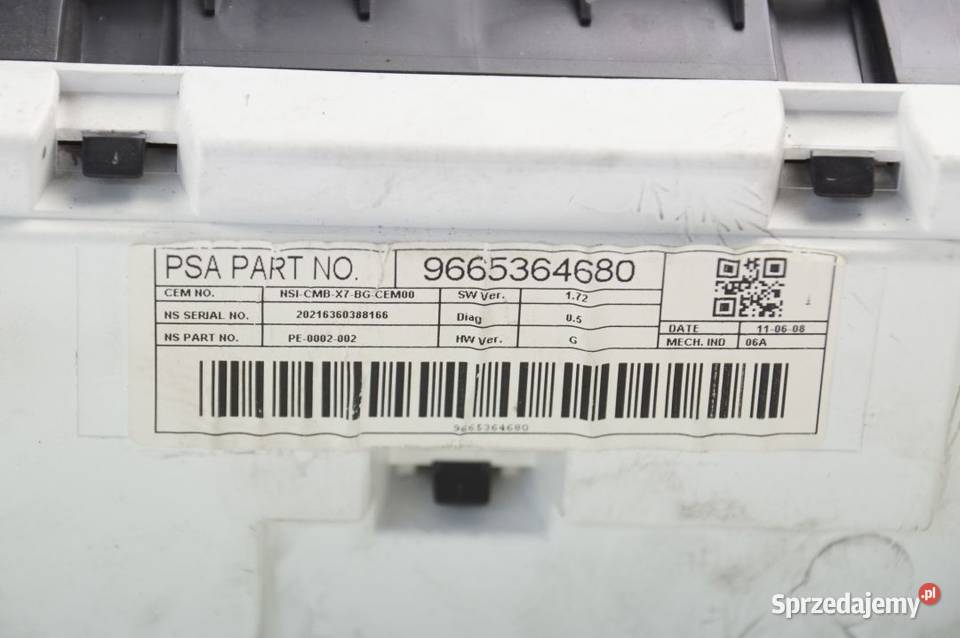 PSA PART NO. 9665364680
CEM NO. NSI-CMB-X7-BG-CEM00 SW Ver. 1.72
NS SERIAL NO. 20216360388166 Diag 0.5
DATE 11-06-08
NS PART NO. PE-0002-002 HW Ver. G
MECH. IND 06A
9665364680
Sprzedajemy.pl